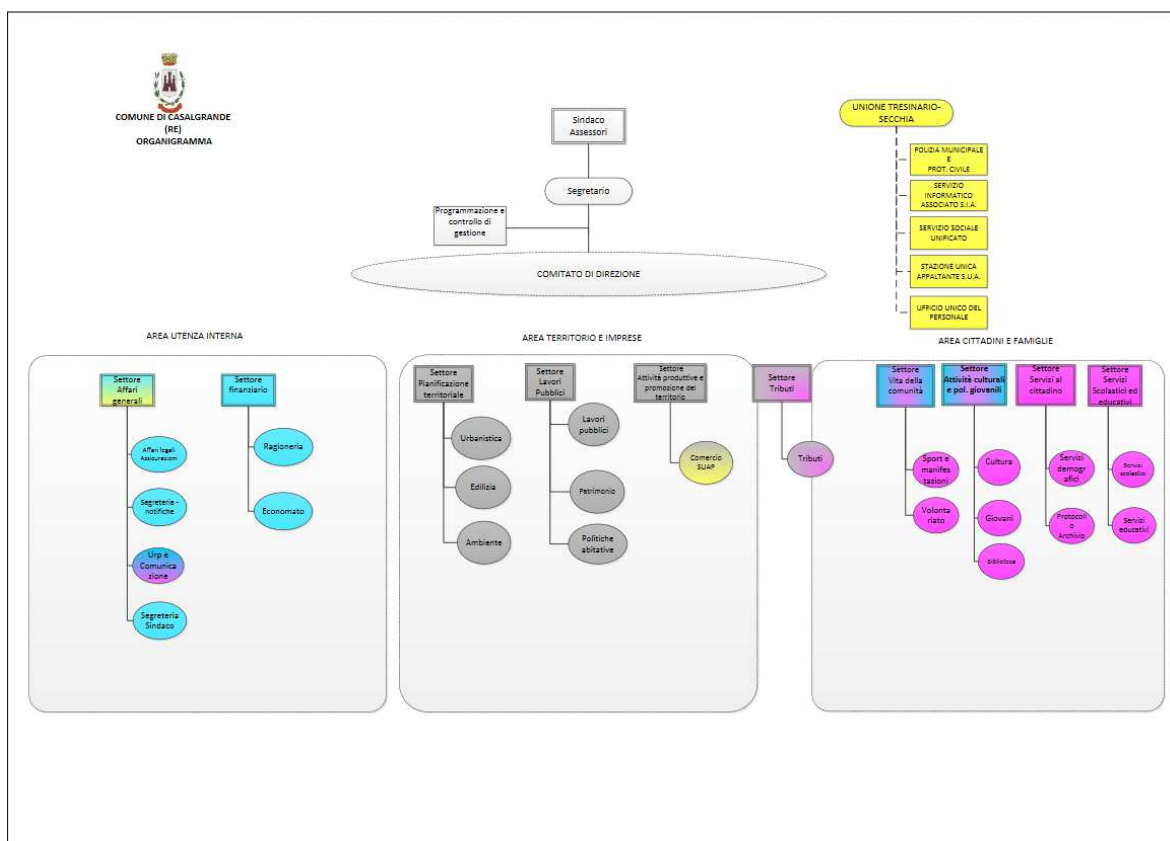 COMUNE DI CASALGRANDE
(RE)
ORGANIGRAMMA
Sindaco
Assessori
Segretario
Programmazione e
controllo di
gestione
COMITATO DI DIREZIONE
UNIONE TRESINARIO-
SECCHIA
POLIZIA MUNICIPALE
E
PROT. CIVILE
SERVIZIO
INFORMATICO
ASSOCIATO S.I.A.
SERVIZIO SOCIALE
UNIFICATO
STAZIONE UNICA
APPALTANTE S.U.A.
UFFICIO UNICO DEL
PERSONALE
AREA UTENZA INTERNA
Settore
Affari
generali
Affari legali-
Assicurazioni
Segreteria -
notifiche
Urp e
Comunica
zione
Segreteria
Sindaco
Settore
finanziario
Ragioneria
Economato
AREA TERRITORIO E IMPRESE
Settore
Pianificazione
territoriale
Urbanistica
Edilizia
Ambiente
Settore
Lavori
Pubblici
Lavori
pubblici
Patrimonio
Politiche
abitative
Settore
Attività produttive e
promozione del
territorio
Comercio
SUAP
Settore
Tributi
Tributi
AREA CITTADINI E FAMIGLIE
Settore
Vita della
comunità
Sport e
manifes
tazioni
Volonta
riato
Settore
Attività culturali
e pol. giovanili
Cultura
Giovani
Biblioteca
Settore
Servizi al
cittadino
Servizi
demogr
afici
Protocoll
o
Archivio
Settore
Servizi
Scolastici ed
educativi
Servizi
scolastico
Servizi
educativi